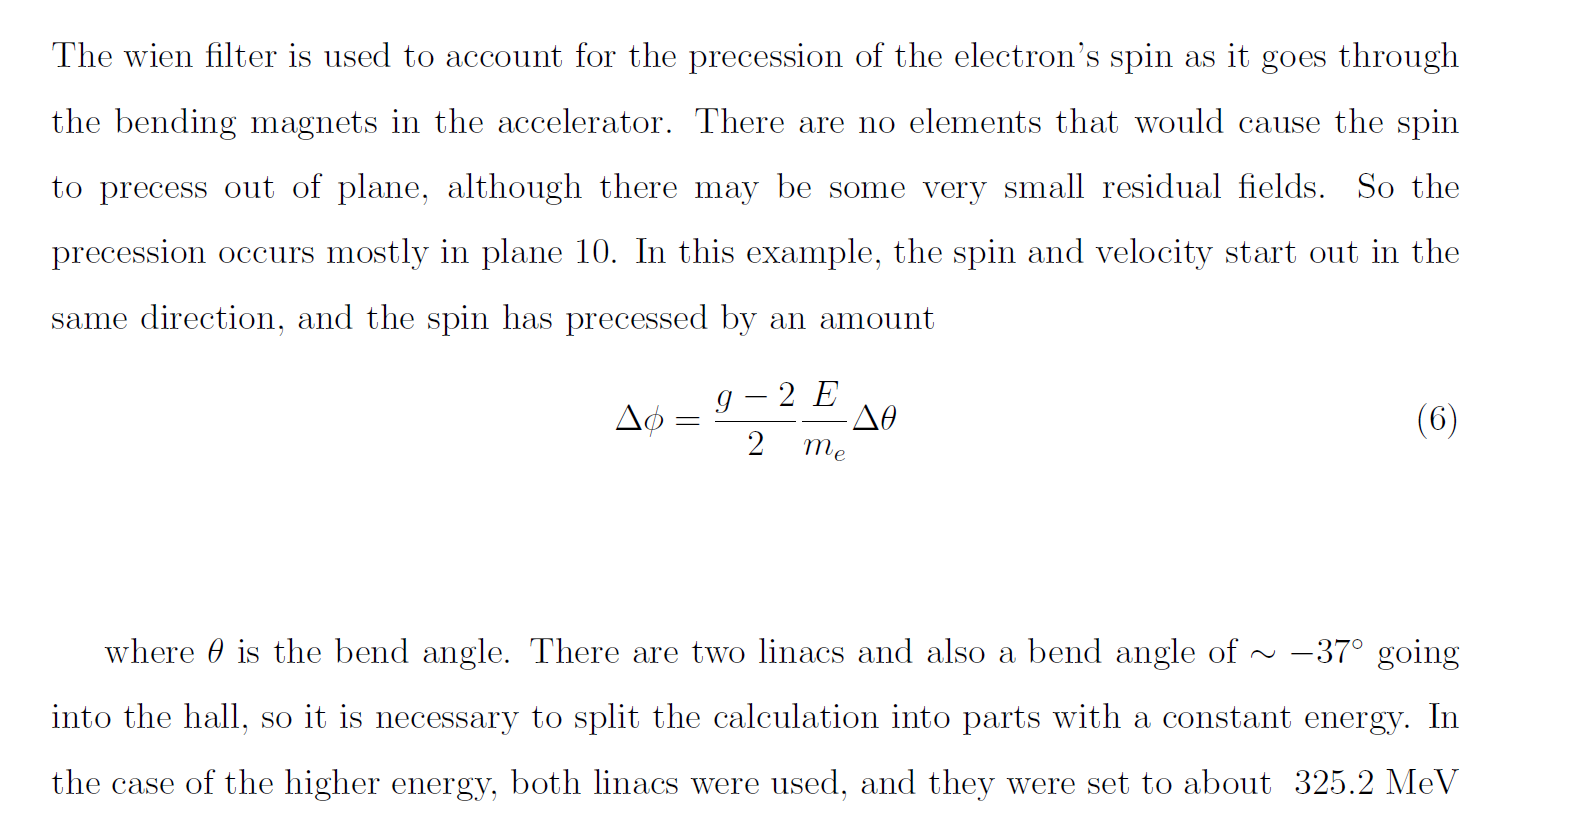 The wien filter is used to account for the precession of the electron's spin as it goes through
the bending magnets in the accelerator. There are no elements that would cause the spin
to precess out of plane, although there may be some very small residual fields. So the
precession occurs mostly in plane 10. In this example, the spin and velocity start out in the
same direction, and the spin has precessed by an amount
Δϕ = \frac{g − 2}{2} \frac{E}{m_e} Δθ (6)
where θ is the bend angle. There are two linacs and also a bend angle of ∼ −37° going
into the hall, so it is necessary to split the calculation into parts with a constant energy. In
the case of the higher energy, both linacs were used, and they were set to about 325.2 MeV